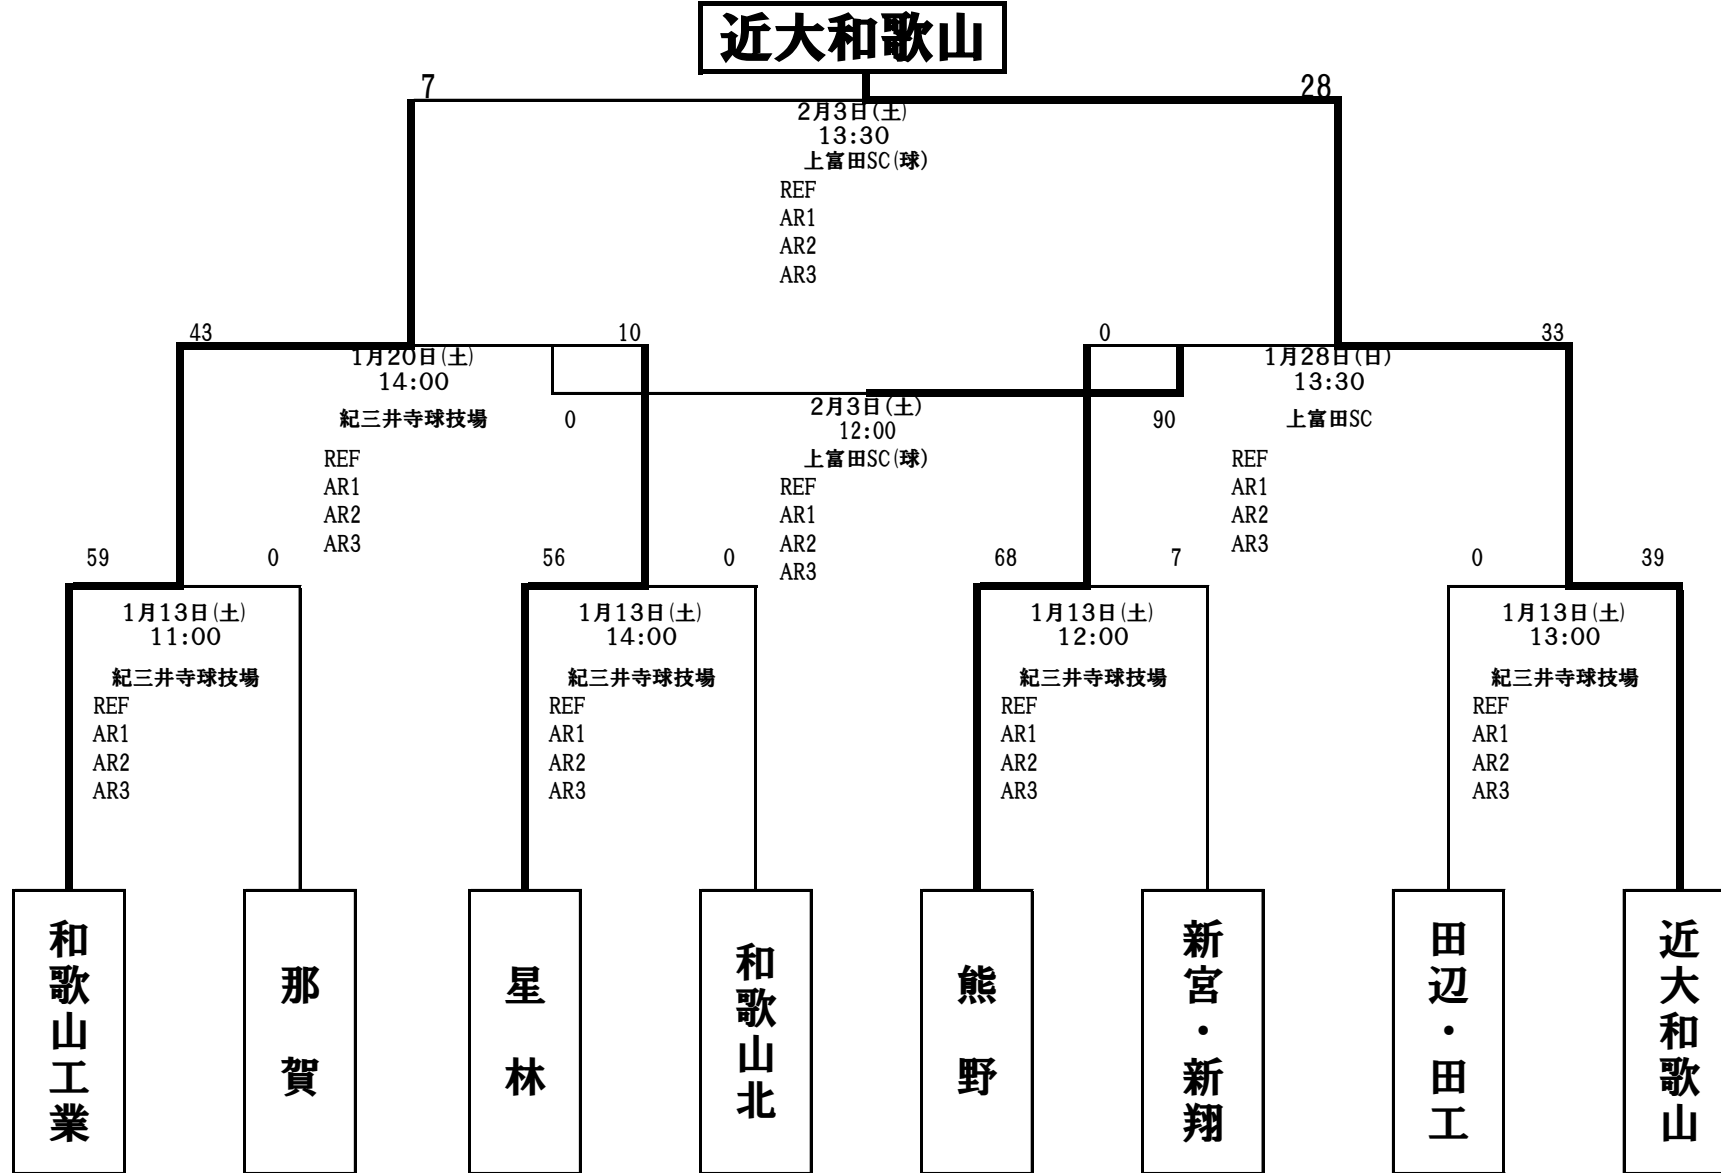 近大和歌山
7
28
2月3日(土)
13:30
上富田SC(球)
REF
AR1
AR2
AR3
43
10
0
33
1月20日(土)
14:00
紀三井寺球技場
REF
AR1
AR2
AR3
0
2月3日(土)
12:00
上富田SC(球)
REF
AR1
AR2
AR3
90
1月28日(日)
13:30
上富田SC
REF
AR1
AR2
AR3
59
0
1月13日(土)
11:00
紀三井寺球技場
REF
AR1
AR2
AR3
56
0
1月13日(土)
14:00
紀三井寺球技場
REF
AR1
AR2
AR3
68
7
1月13日(土)
12:00
紀三井寺球技場
REF
AR1
AR2
AR3
0
39
1月13日(土)
13:00
紀三井寺球技場
REF
AR1
AR2
AR3
和歌山工業
那賀
星林
和歌山北
熊野
新宮・新翔
田辺・田工
近大和歌山